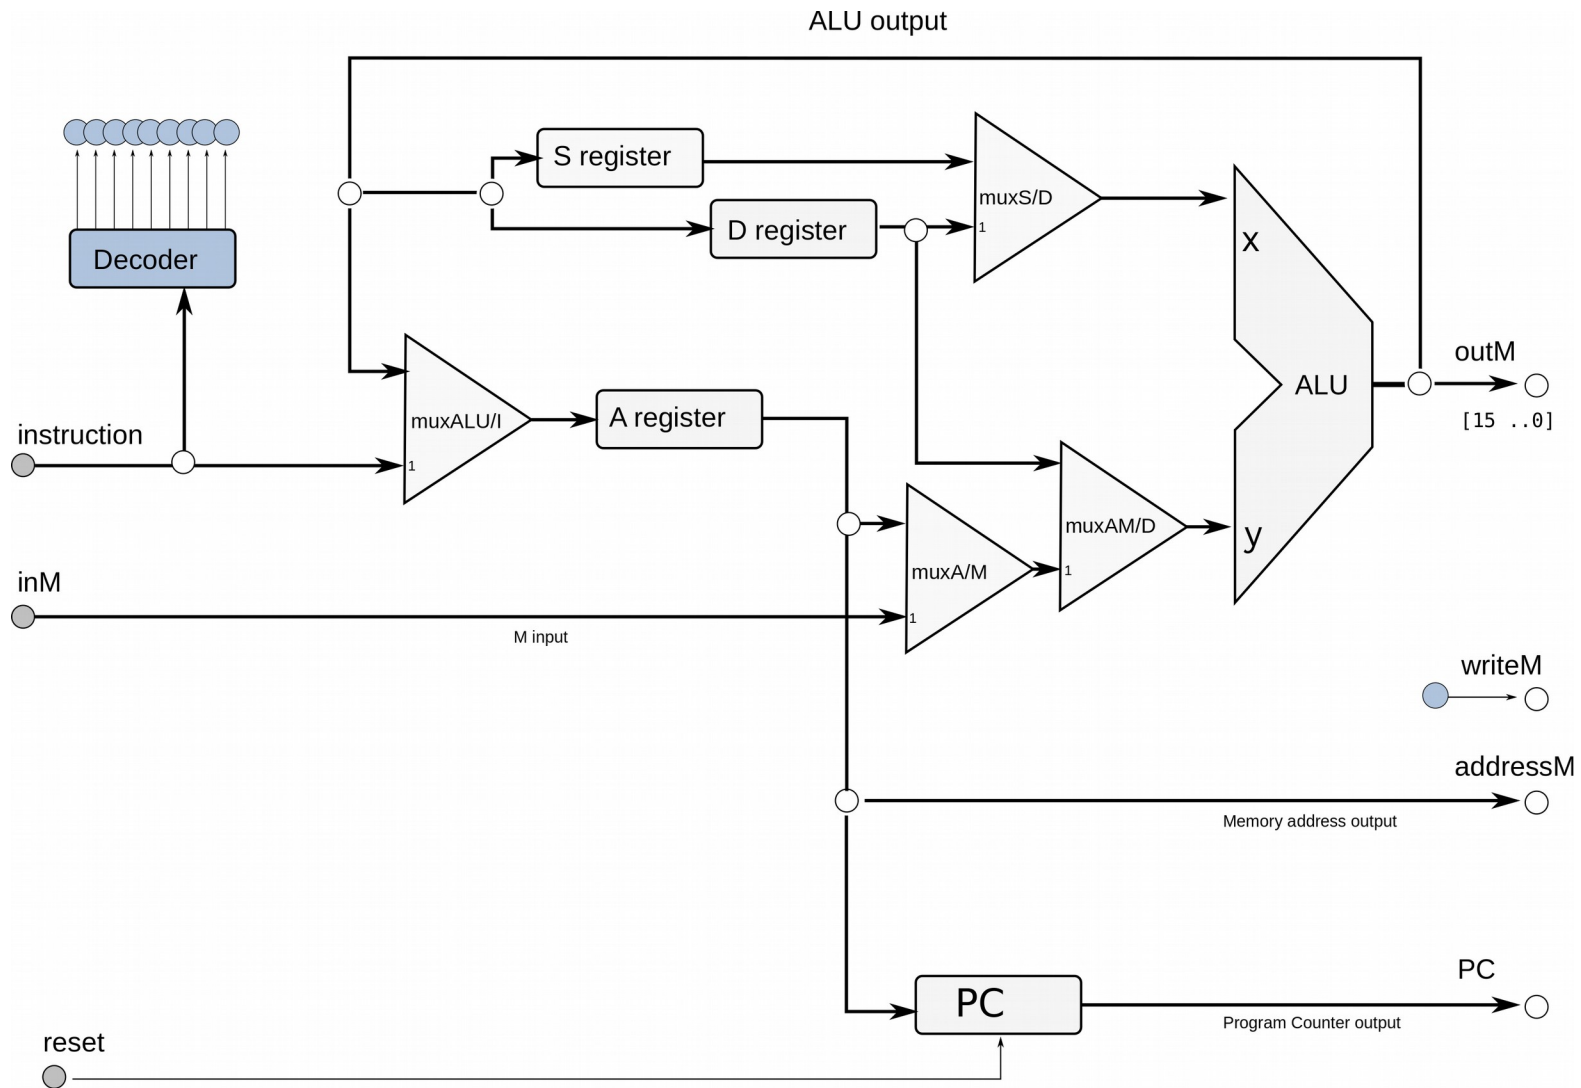 ALU output
S register
muxS/D
D register
1
x
Decoder
outM
ALU
[15 ..0]
muxALU/I
A register
instruction
1
muxAM/D
y
inM
muxA/M
1
1
M input
writeM
addressM
Memory address output
PC
PC
Program Counter output
reset